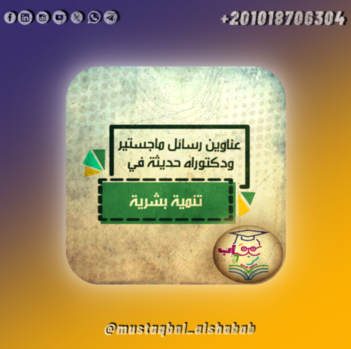 +201018706304
عناوين رسائل ماجستير
ودكتوراه حديثة في
تنمية بشرية
@mustaqbal_alshabab